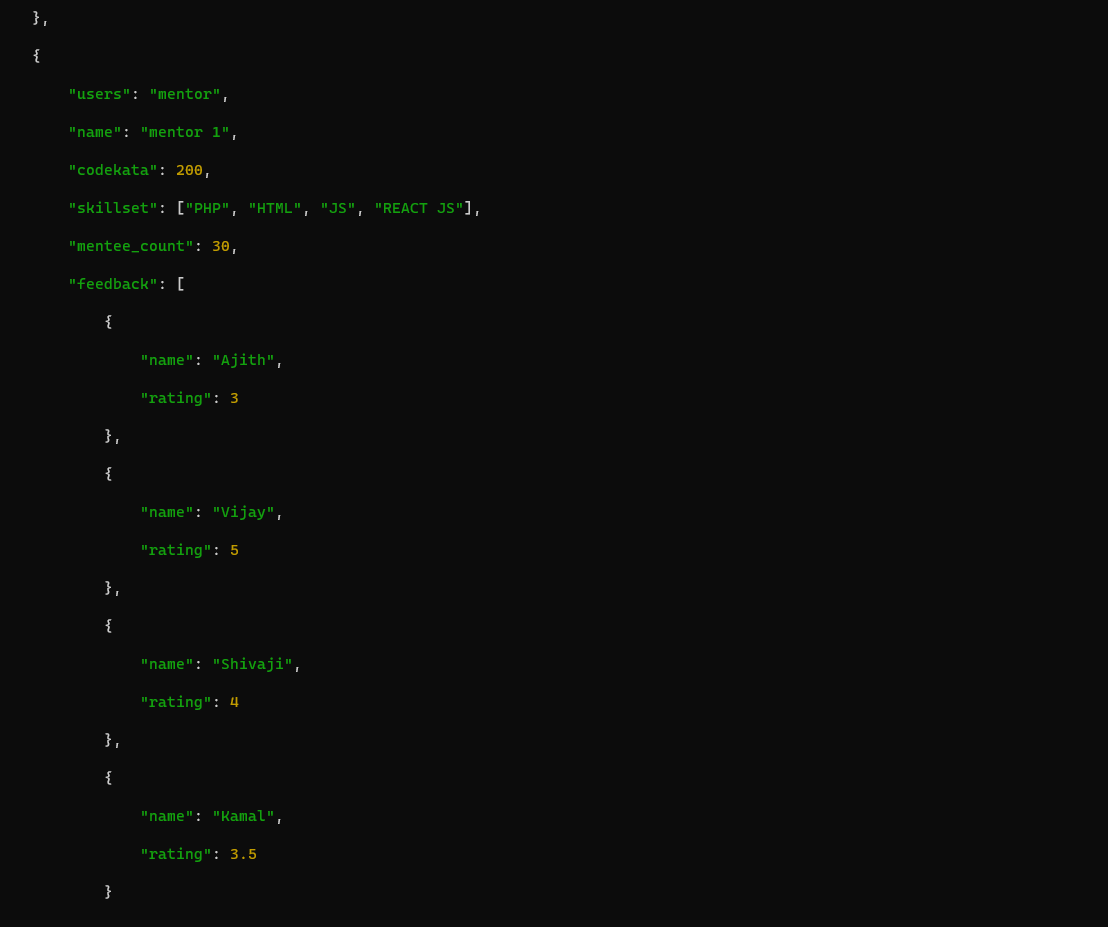 },
{
"users": "mentor",
"name": "mentor 1",
"codekata": 200,
"skillset": ["PHP", "HTML", "JS", "REACT JS"],
"mentee_count": 30,
"feedback": [
{
"name": "Ajith",
"rating": 3
},
{
"name": "Vijay",
"rating": 5
},
{
"name": "Shivaji",
"rating": 4
},
{
"name": "Kamal",
"rating": 3.5
}